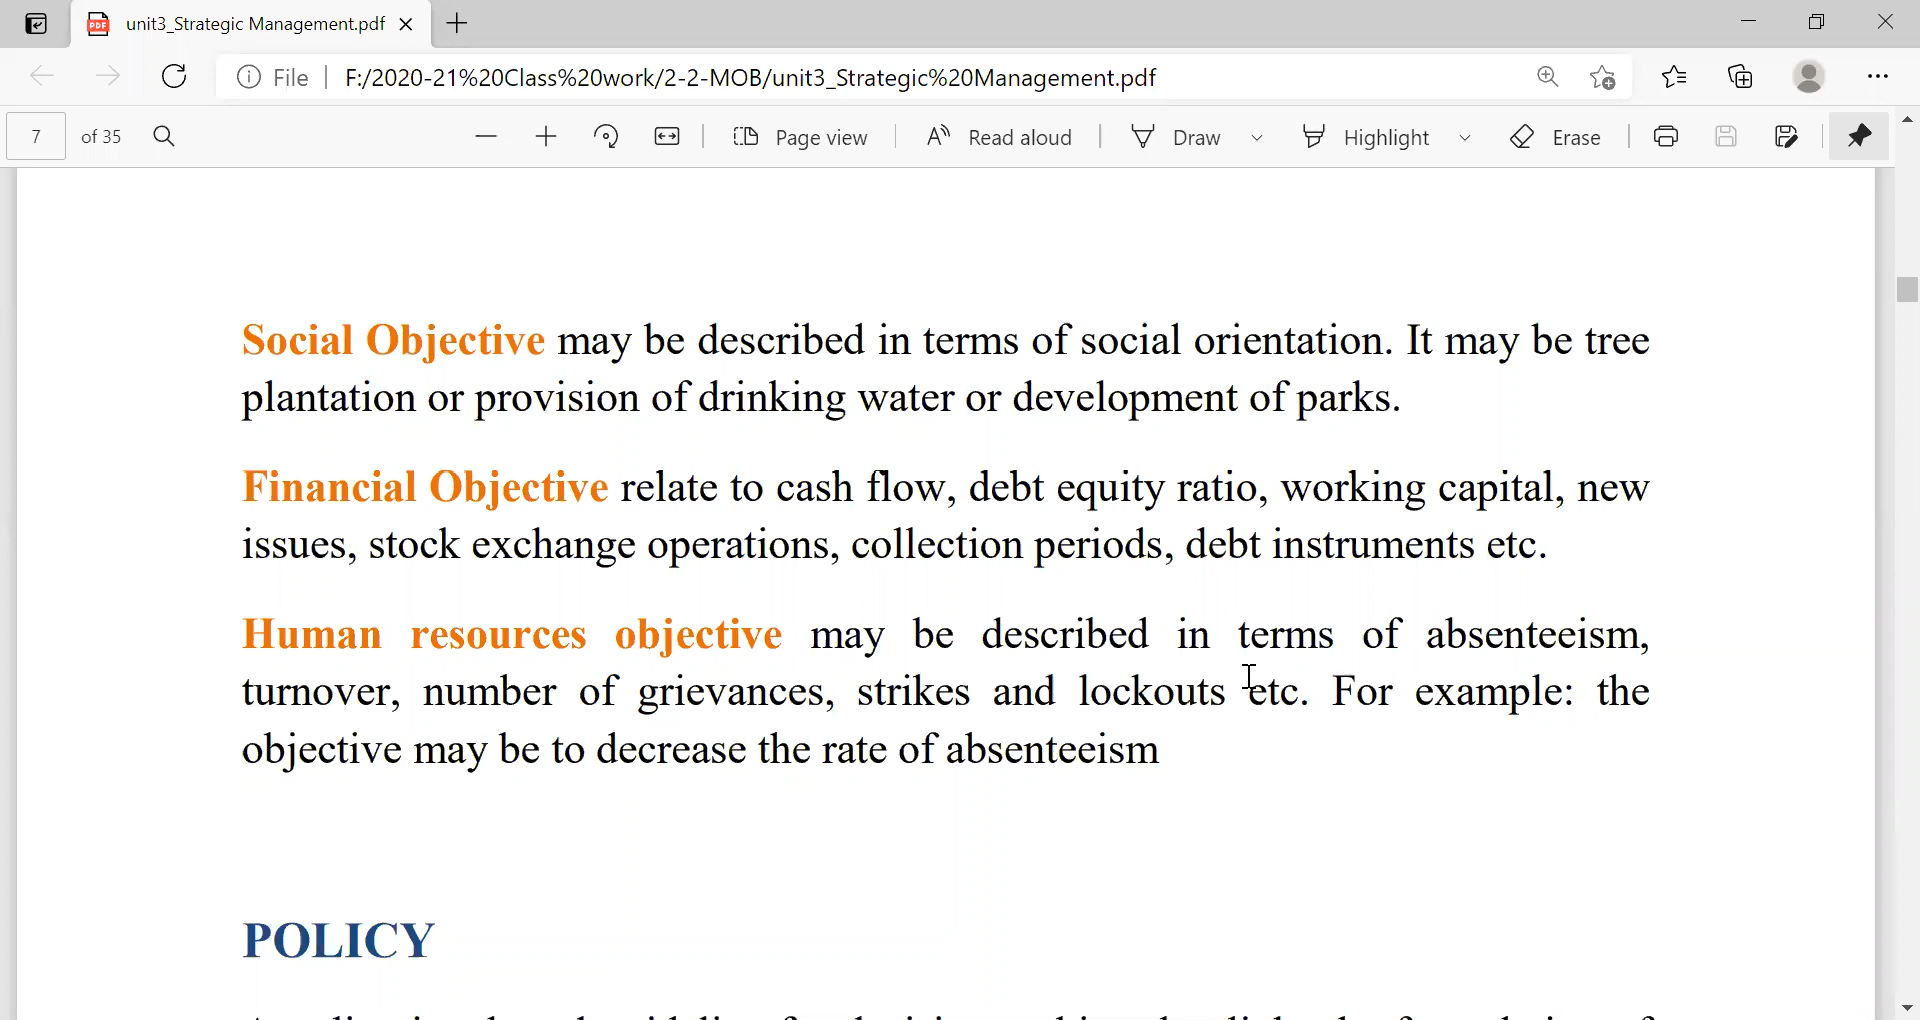 unit3_Strategic Management.pdf
File
F:/2020-21%20Class%20work/2-2-MOB/unit3_Strategic%20Management.pdf
7 of 35
Page view
Read aloud
Draw
Highlight
Erase
Social Objective may be described in terms of social orientation. It may be tree
plantation or provision of drinking water or development of parks.
Financial Objective relate to cash flow, debt equity ratio, working capital, new
issues, stock exchange operations, collection periods, debt instruments etc.
Human resources objective may be described in terms of absenteeism,
turnover, number of grievances, strikes and lockouts etc. For example: the
objective may be to decrease the rate of absenteeism
POLICY